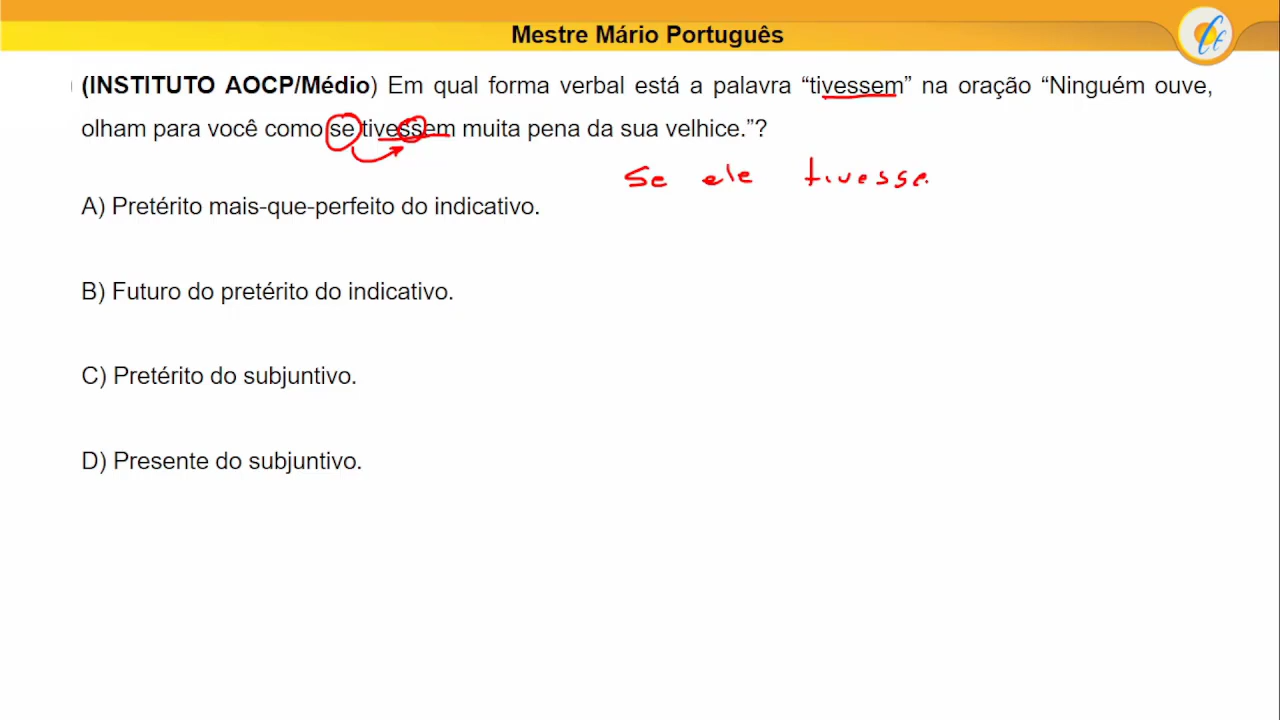 Mestre Mário Português
(INSTITUTO AOCP/Médio) Em qual forma verbal está a palavra “tivessem” na oração “Ninguém ouve,
olham para você como se tivessem muita pena da sua velhice.”?
Se ele tivesse.
A) Pretérito mais-que-perfeito do indicativo.
B) Futuro do pretérito do indicativo.
C) Pretérito do subjuntivo.
D) Presente do subjuntivo.